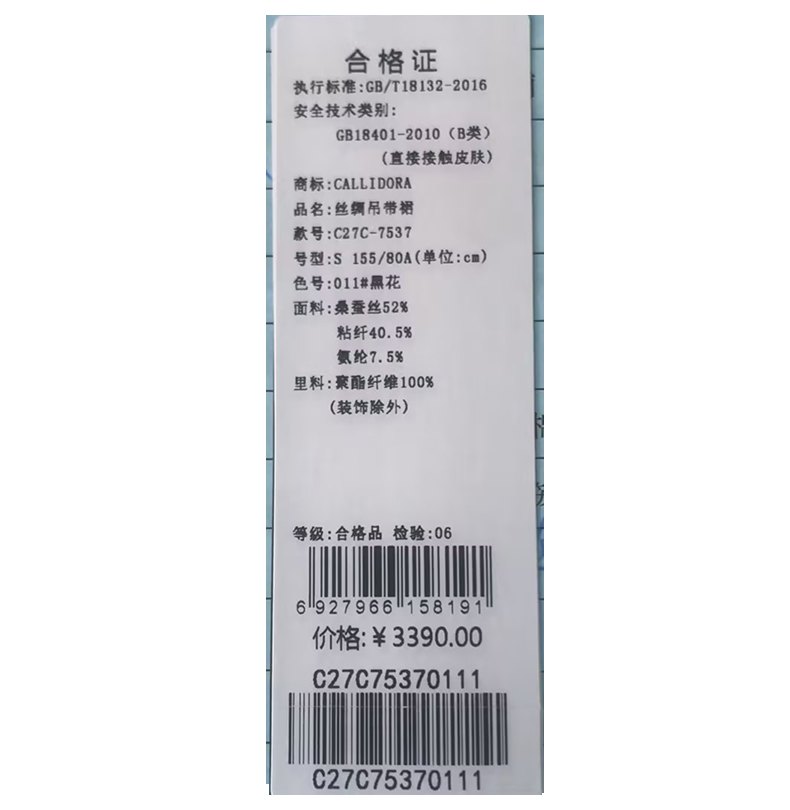 合格证
执行标准:GB/T18132-2016
安全技术类别:
GB18401-2010（B类）
(直接接触皮肤)
商标:CALLIDORA
品名:丝绸吊带裙
款号:C27C-7537
号型:S 155/80A(单位:cm)
色号:011#黑花
面料:桑蚕丝52%
粘纤40.5%
氨纶7.5%
里料:聚酯纤维100%
(装饰除外)
等级:合格品 检验:06
6 927966 158191
价格:¥3390.00
C27C75370111
C27C75370111